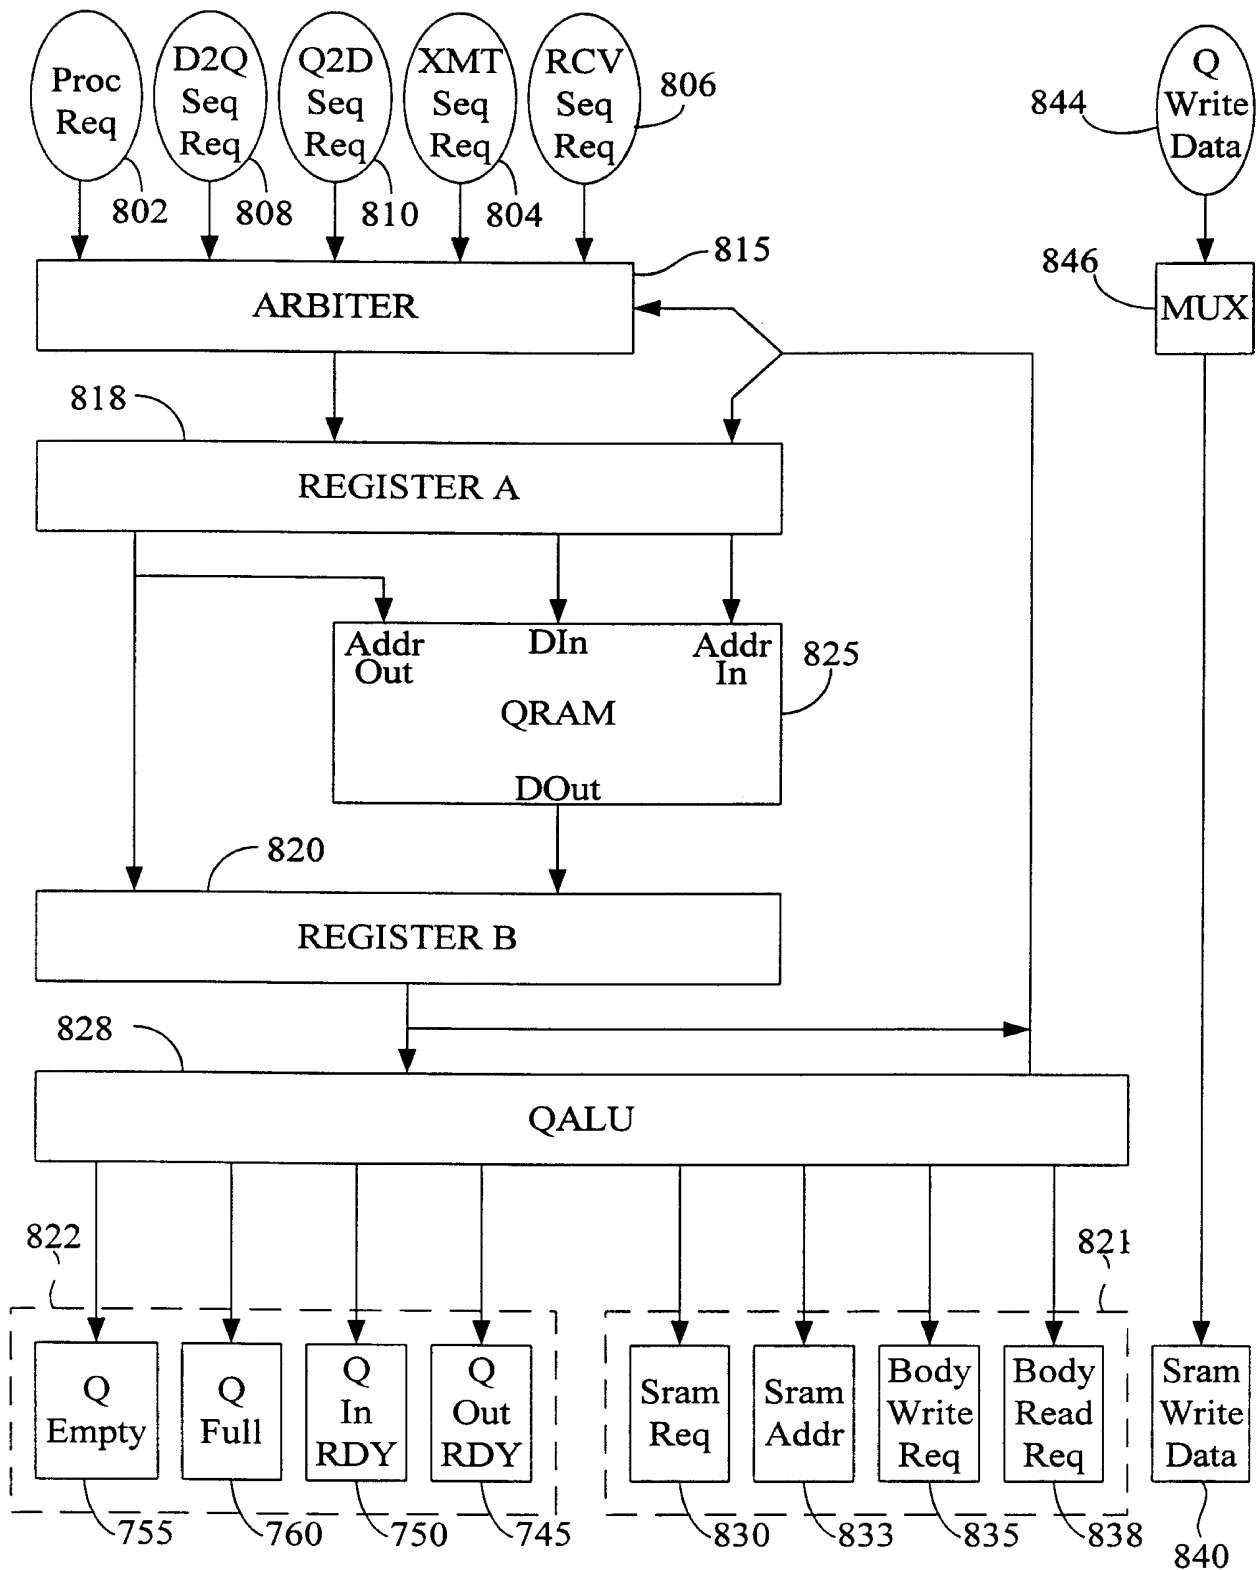 Proc
Req
D2Q
Seq
Req
Q2D
Seq
Req
XMT
Seq
Req
RCV
Seq
Req
806
844
Q
Write
Data
802
808
810
804
815
846
ARBITER
MUX
818
REGISTER A
Addr
Out
DIn
Addr
In
825
QRAM
DOut
820
REGISTER B
828
QALU
822
821
Q
Empty
Q
Full
Q
In
RDY
Q
Out
RDY
Sram
Req
Sram
Addr
Body
Write
Req
Body
Read
Req
Sram
Write
Data
755
760
750
745
830
833
835
838
840